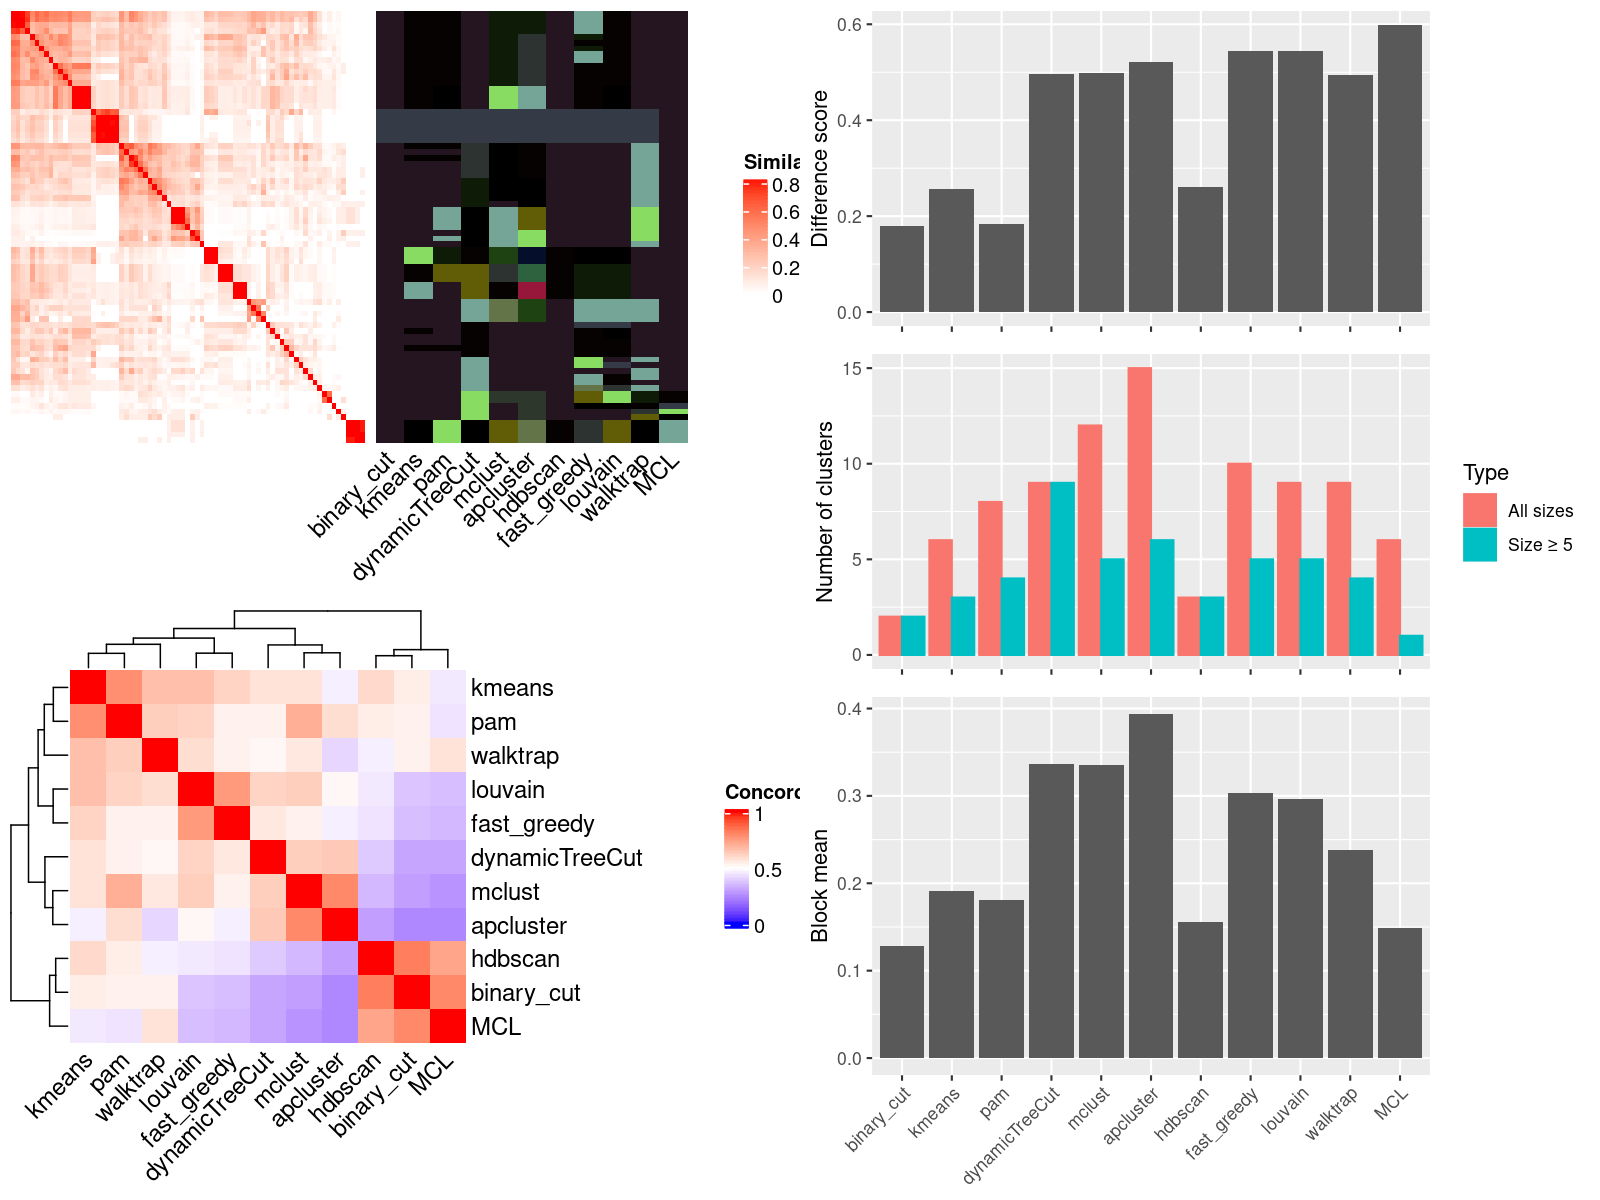 Simila
0.8
0.6
0.4
0.2
0
binary_cut
kmeans
pam
dynamicTreeCut
mclust
apcluster
hdbscan
fast_greedy
louvain
walktrap
MCL
kmeans
pam
walktrap
louvain
fast_greedy
dynamicTreeCut
mclust
apcluster
hdbscan
binary_cut
MCL
kmeans
pam
walktrap
louvain
fast_greedy
dynamicTreeCut
mclust
apcluster
hdbscan
binary_cut
MCL
Concord
1
0.5
0
Difference score
0.6
0.4
0.2
0.0
Number of clusters
15
10
5
0
Type
All sizes
Size ≥ 5
Block mean
0.4
0.3
0.2
0.1
0.0
binary_cut
kmeans
pam
dynamicTreeCut
mclust
apcluster
hdbscan
fast_greedy
louvain
walktrap
MCL